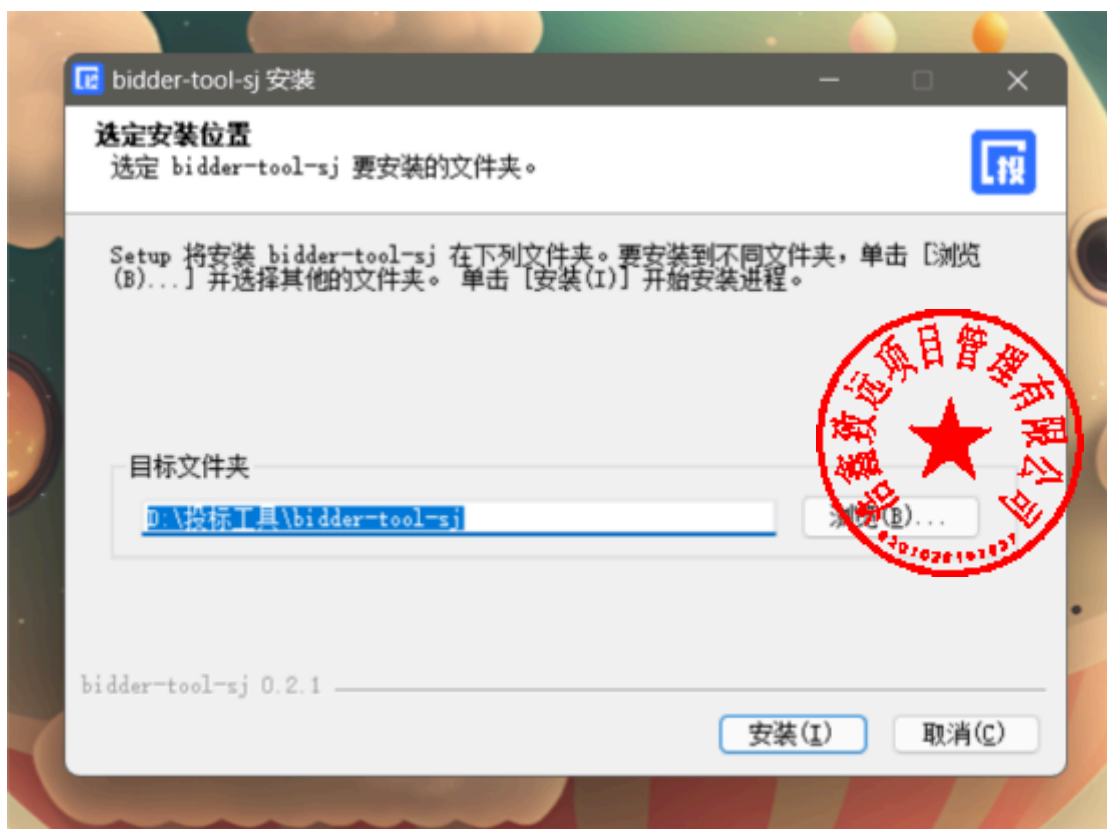 bidder-tool-sj 安装
选定安装位置
选定 bidder-tool-sj 要安装的文件夹。
投
Setup 将安装 bidder-tool-sj 在下列文件夹。要安装到不同文件夹，单击 [浏览
(B)...] 并选择其他的文件夹。 单击 [安装(I)] 开始安装进程。
鑫致远项目管理有限公司
目标文件夹
D:\投标工具\bidder-tool-sj
浏览(B)...
bidder-tool-sj 0.2.1
安装(I)
取消(C)